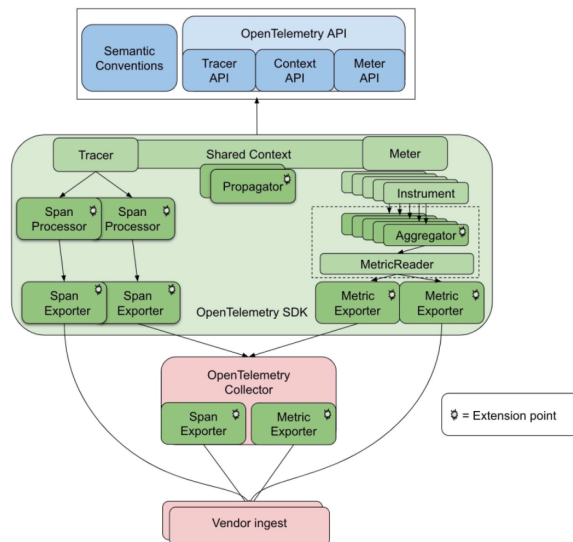 OpenTelemetry API
Semantic
Conventions
Tracer
API
Context
API
Meter
API
Tracer
Shared Context
Meter
Propagator
Instrument
Span
Processor
Span
Processor
Aggregator
MetricReader
Span
Exporter
Span
Exporter
OpenTelemetry SDK
Metric
Exporter
Metric
Exporter
OpenTelemetry
Collector
Span
Exporter
Metric
Exporter
= Extension point
Vendor ingest